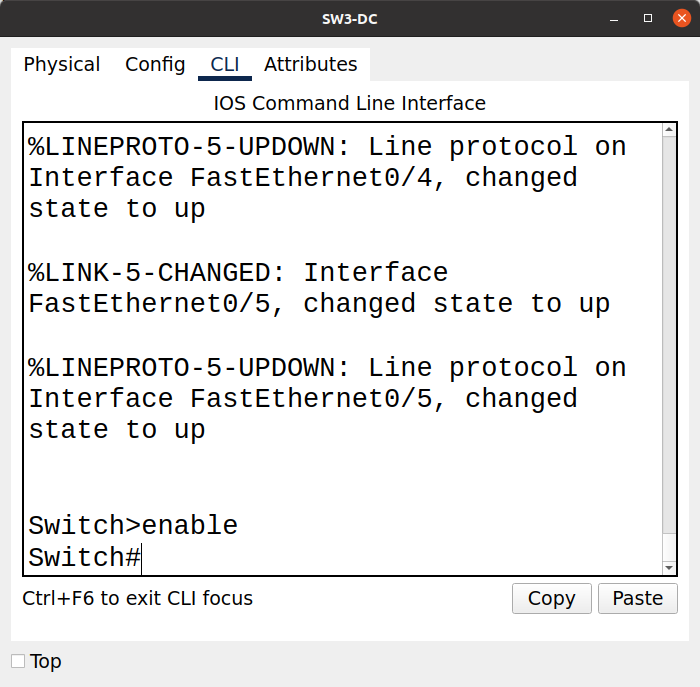 SW3-DC
Physical Config CLI Attributes
IOS Command Line Interface
%LINEPROTO-5-UPDOWN: Line protocol on
Interface FastEthernet0/4, changed
state to up
%LINK-5-CHANGED: Interface
FastEthernet0/5, changed state to up
%LINEPROTO-5-UPDOWN: Line protocol on
Interface FastEthernet0/5, changed
state to up
Switch>enable
Switch#
Ctrl+F6 to exit CLI focus
Copy Paste
Top